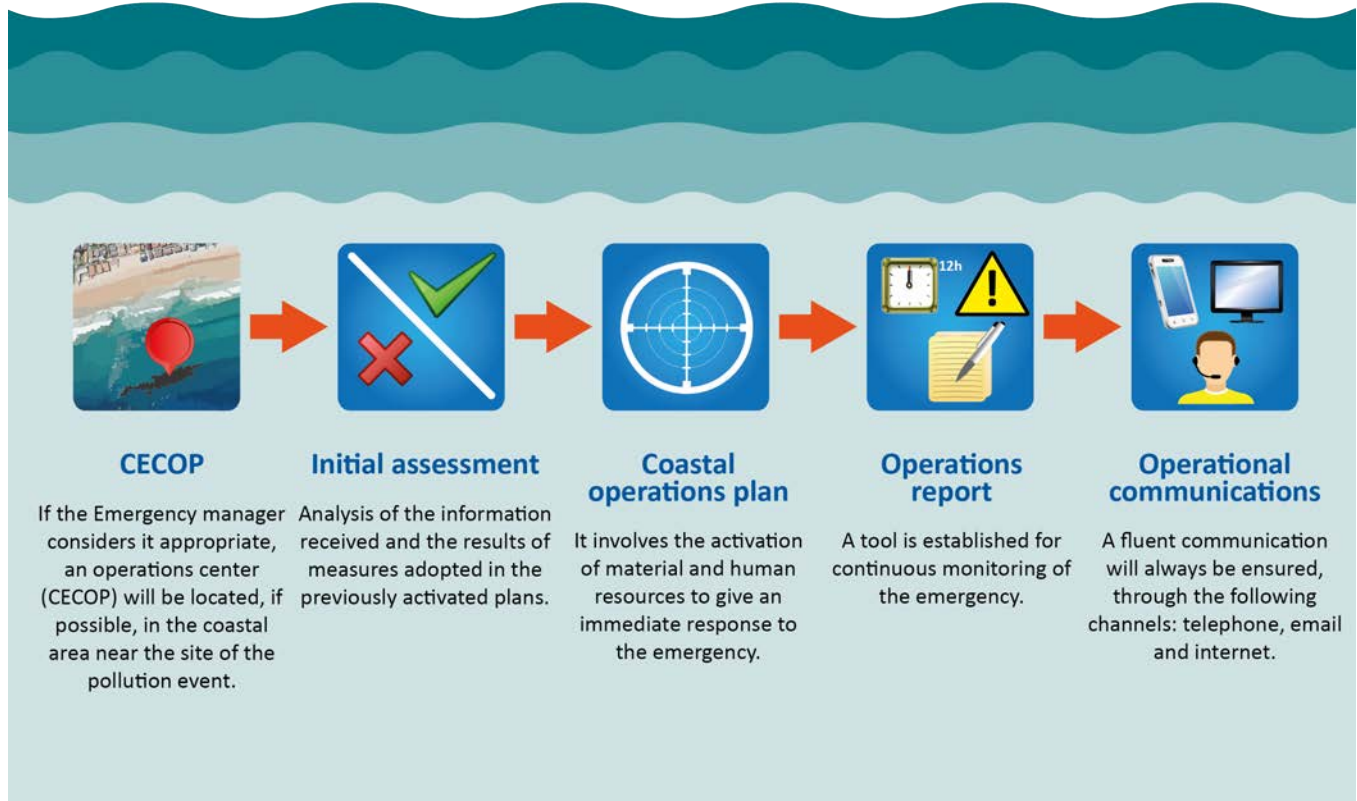 12h
CECOP
If the Emergency manager
considers it appropriate,
an operations center
(CECOP) will be located, if
possible, in the coastal
area near the site of the
pollution event.
Initial assessment
Analysis of the information
received and the results of
measures adopted in the
previously activated plans.
Coastal
operations plan
It involves the activation
of material and human
resources to give an
immediate response to
the emergency.
Operations
report
A tool is established for
continuous monitoring of
the emergency.
Operational
communications
A fluent communication
will always be ensured,
through the following
channels: telephone, email
and internet.